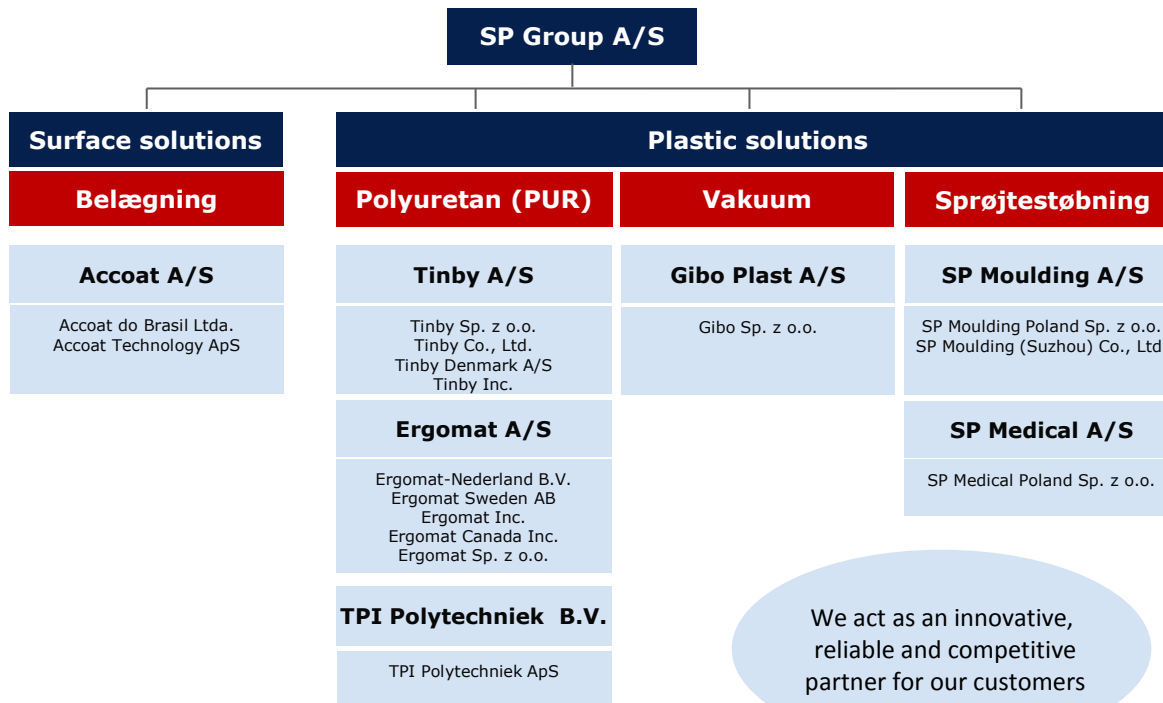 SP Group A/S
Surface solutions
Plastic solutions
Belægning
Polyuretan (PUR)
Vakuum
Sprøjtestøbning
Accoat A/S
Accoat do Brasil Ltda.
Accoat Technology ApS
Tinby A/S
Tinby Sp. z o.o.
Tinby Co., Ltd.
Tinby Denmark A/S
Tinby Inc.
Ergomat A/S
Ergomat-Nederland B.V.
Ergomat Sweden AB
Ergomat Inc.
Ergomat Canada Inc.
Ergomat Sp. z o.o.
TPI Polytechniek B.V.
TPI Polytechniek ApS
Gibo Plast A/S
Gibo Sp. z o.o.
SP Moulding A/S
SP Moulding Poland Sp. z o.o.
SP Moulding (Suzhou) Co., Ltd
SP Medical A/S
SP Medical Poland Sp. z o.o.
We act as an innovative,
reliable and competitive
partner for our customers